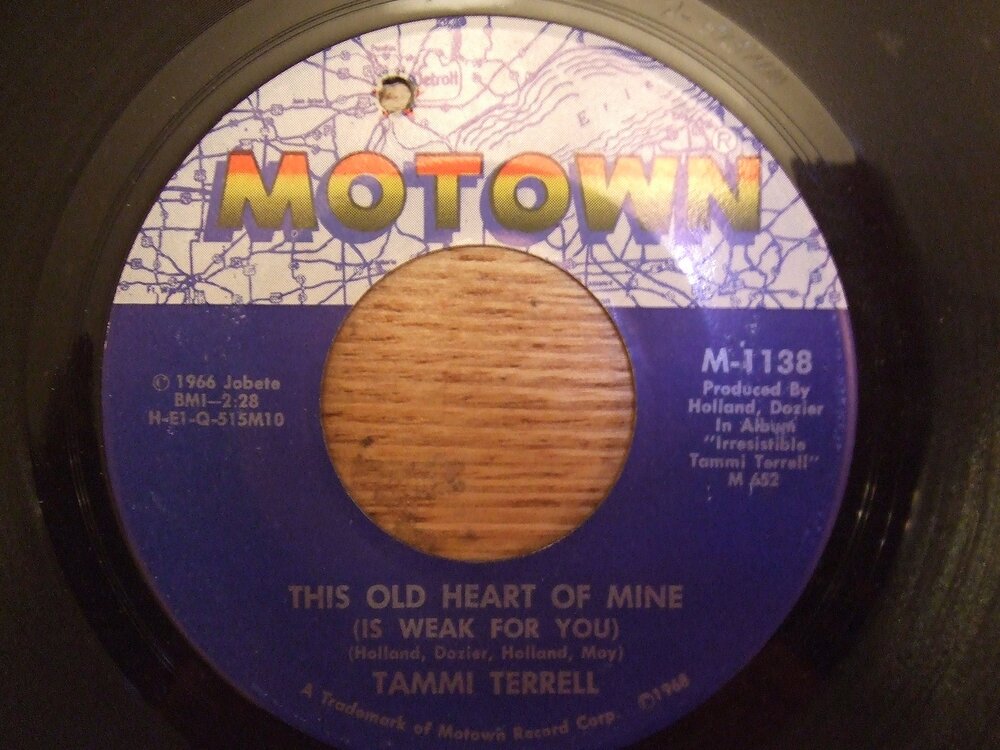 Detroit
E r i
MOTOWN ®
© 1966 Jobete
BMI—2:28
H-E1-Q-515M10
M-1138
Produced By
Holland, Dozier
In Album
"Irresistible
Tammi Terrell"
M 652
THIS OLD HEART OF MINE
(IS WEAK FOR YOU)
(Holland, Dozier, Holland, May)
TAMMI TERRELL
A Trademark of Motown Record Corp. ©1968